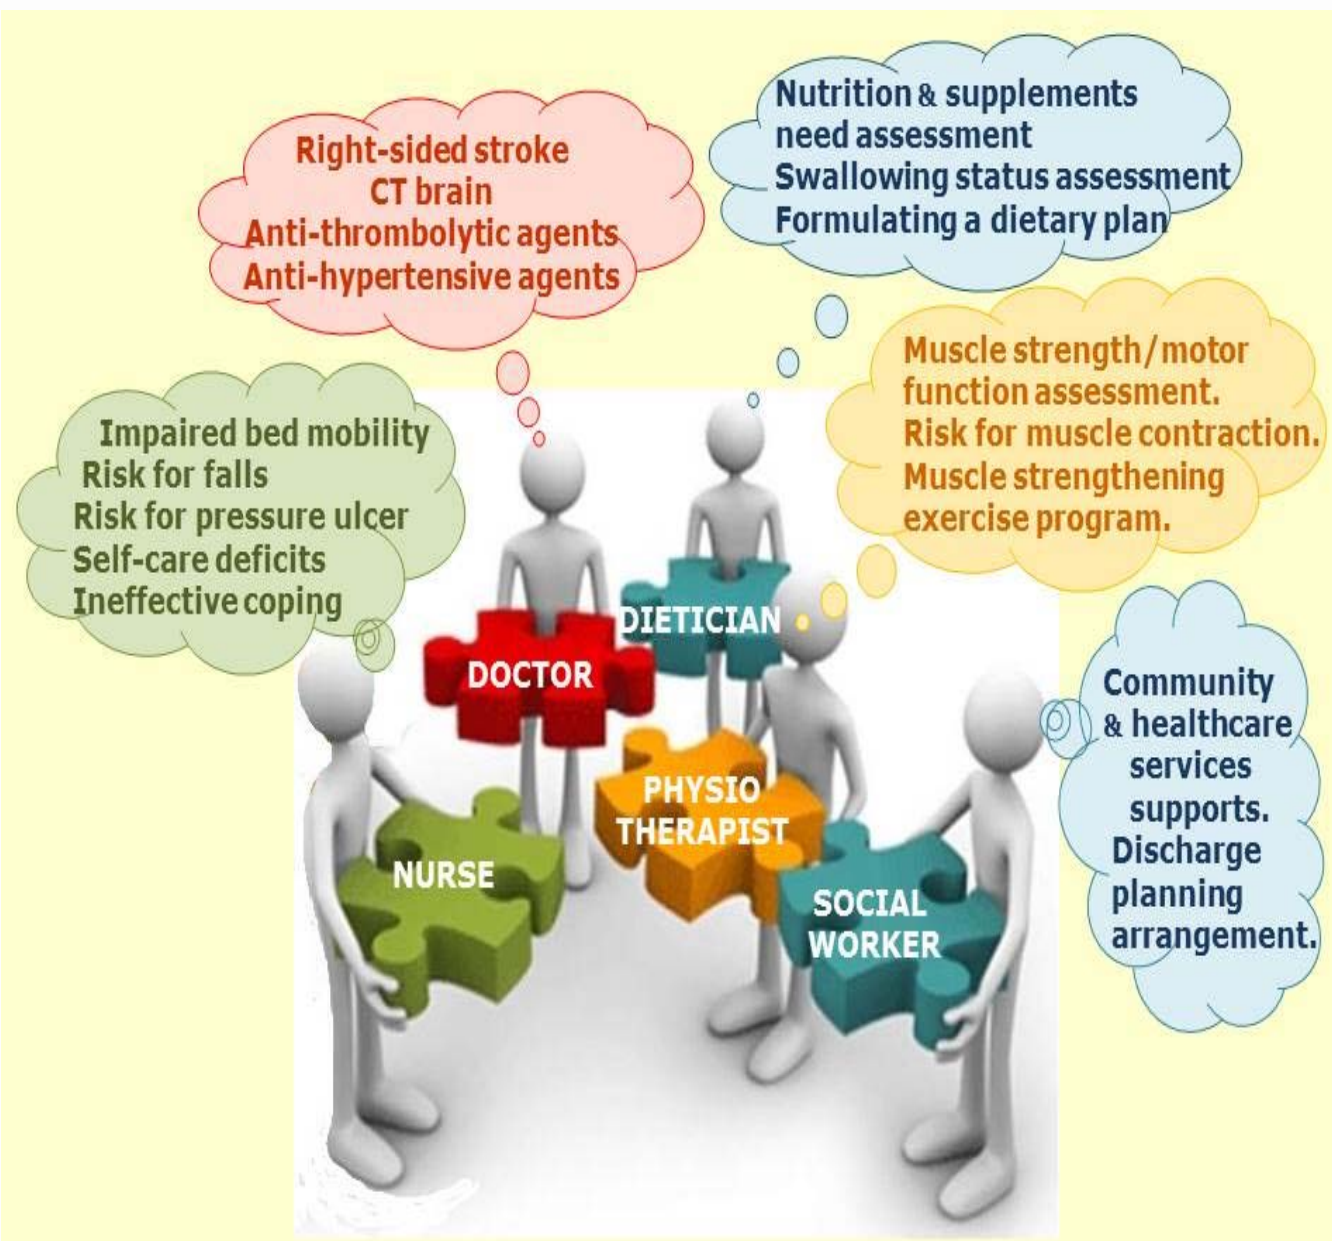 Nutrition & supplements
need assessment
Swallowing status assessment
Formulating a dietary plan
Right-sided stroke
CT brain
Anti-thrombolytic agents
Anti-hypertensive agents
Muscle strength/motor
function assessment.
Risk for muscle contraction.
Muscle strengthening
exercise program.
Impaired bed mobility
Risk for falls
Risk for pressure ulcer
Self-care deficits
Ineffective coping
DIETICIAN
DOCTOR
Community
& healthcare
services
supports.
Discharge
planning
arrangement.
PHYSIO
THERAPIST
NURSE
SOCIAL
WORKER